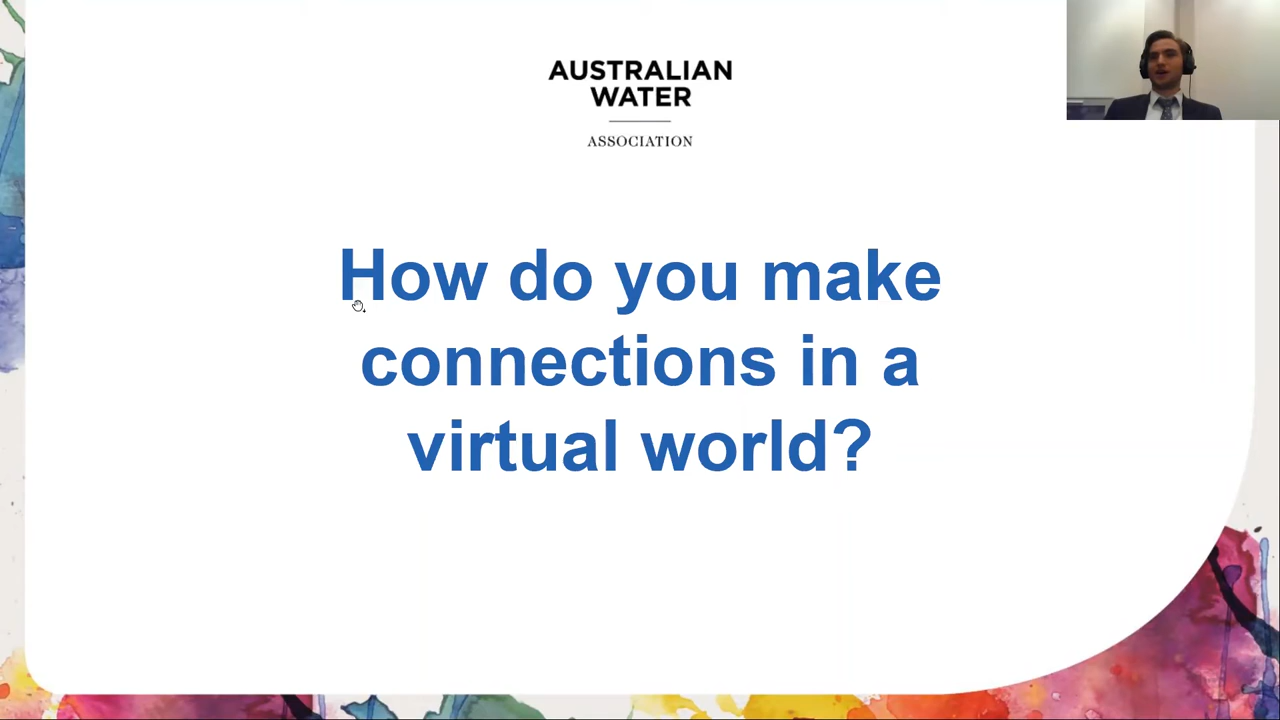 AUSTRALIAN
WATER
ASSOCIATION
How do you make
connections in a
virtual world?